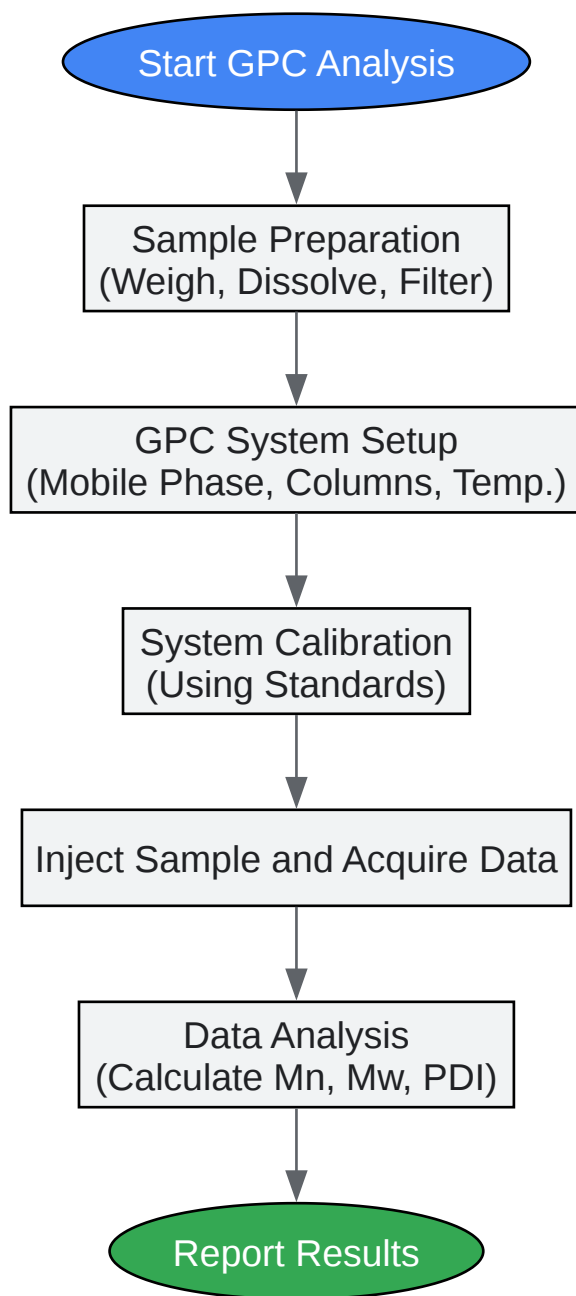 Start GPC Analysis
Sample Preparation
(Weigh, Dissolve, Filter)
GPC System Setup
(Mobile Phase, Columns, Temp.)
System Calibration
(Using Standards)
Inject Sample and Acquire Data
Data Analysis
(Calculate Mn, Mw, PDI)
Report Results